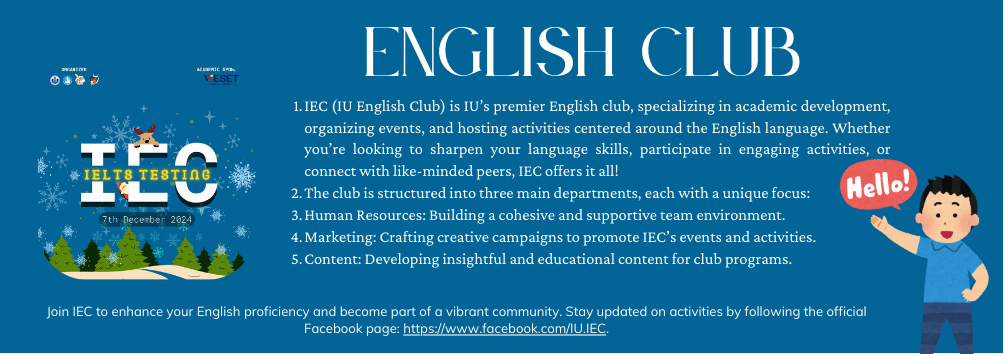 ENGLISH CLUB
ORGANIZER
ACADEMIC SPON.
VIESET
IEC
IELTS TESTING
7th December 2024
1. IEC (IU English Club) is IU's premier English club, specializing in academic development,
organizing events, and hosting activities centered around the English language. Whether
you're looking to sharpen your language skills, participate in engaging activities, or
connect with like-minded peers, IEC offers it all!
2. The club is structured into three main departments, each with a unique focus:
3. Human Resources: Building a cohesive and supportive team environment.
4. Marketing: Crafting creative campaigns to promote IEC's events and activities.
5. Content: Developing insightful and educational content for club programs.
Hello!
Join IEC to enhance your English proficiency and become part of a vibrant community. Stay updated on activities by following the official
Facebook page: https://www.facebook.com/IU.IEC.